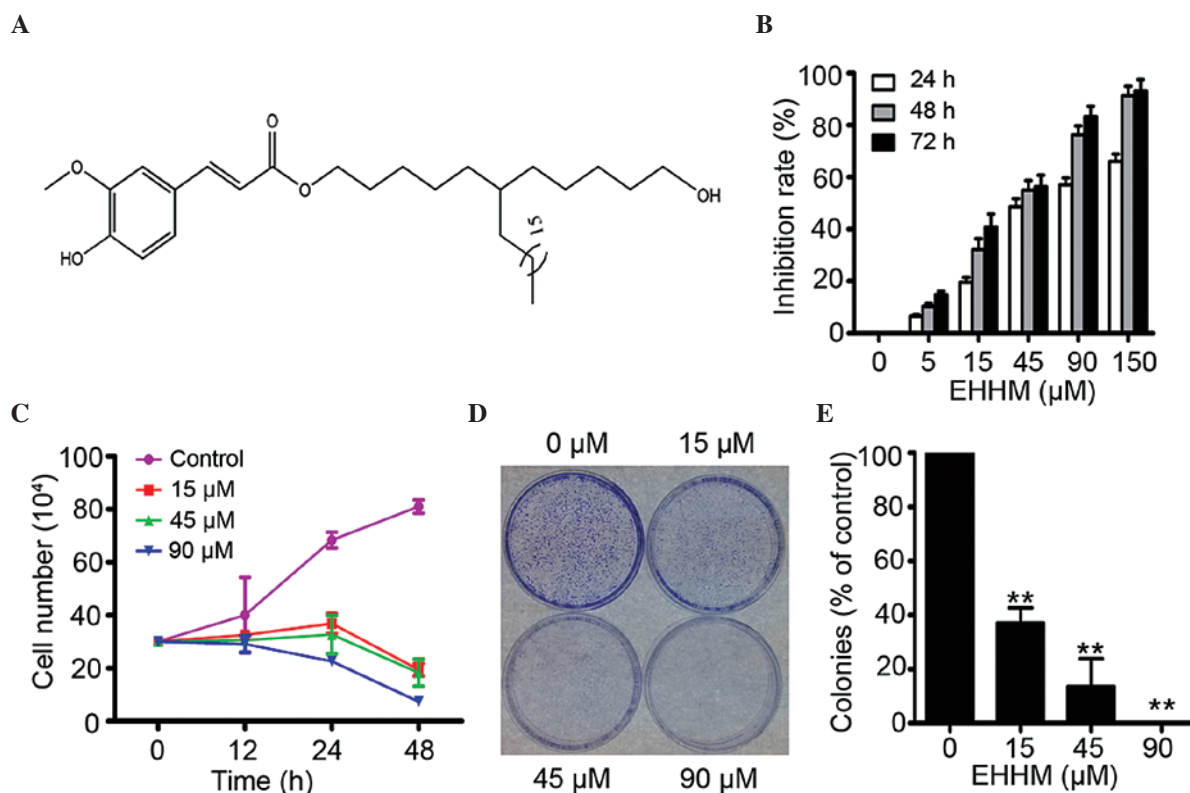 A
O
O
O
HO
OH
15
B
Inhibition rate (%)
100
80
60
40
20
0
24 h
48 h
72 h
0 5 15 45 90 150
EHHM (µM)
C
Cell number (10⁴)
100
80
60
40
20
0
Control
15 µM
45 µM
90 µM
0 12 24 48
Time (h)
D
0 µM 15 µM
45 µM 90 µM
E
Colonies (% of control)
100
80
60
40
20
0
**
**
**
0 15 45 90
EHHM (µM)